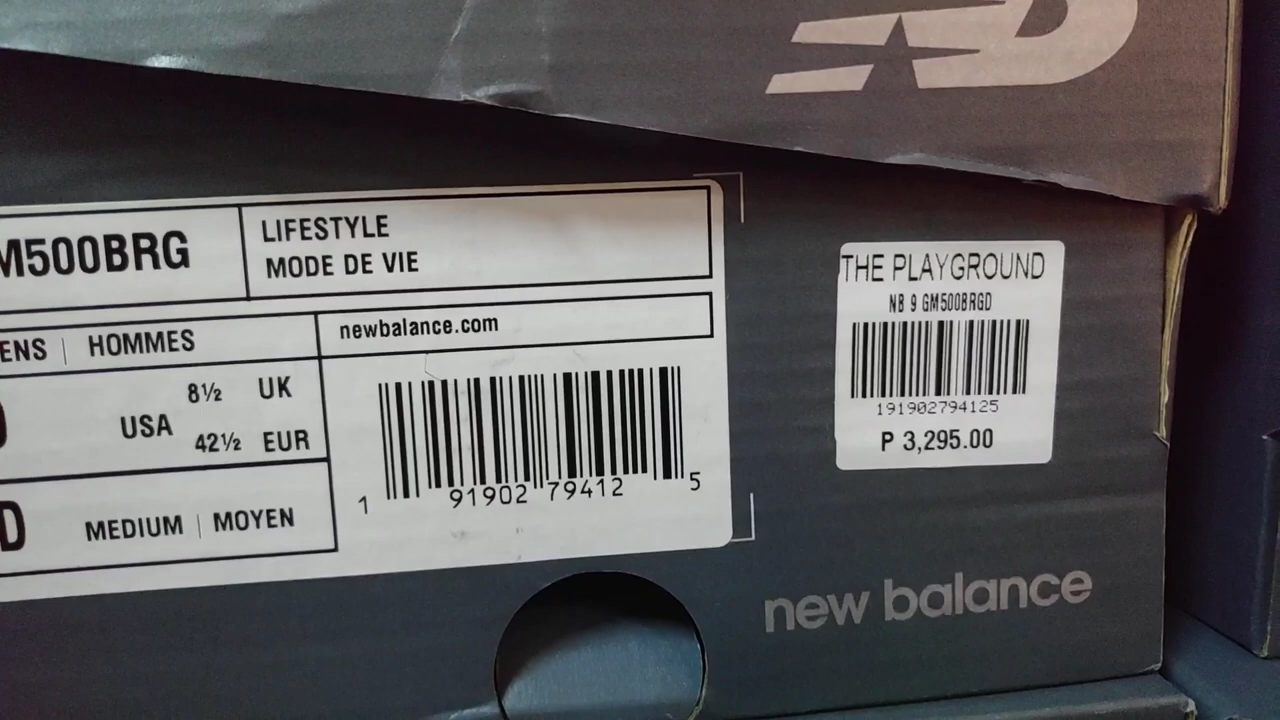 M500BRG
LIFESTYLE
MODE DE VIE
ENS | HOMMES
newbalance.com
8½ UK
USA
42½ EUR
D
MEDIUM | MOYEN
1 91902 79412 5
THE PLAYGROUND
NB 9 GM500BRGD
191902794125
P 3,295.00
new balance